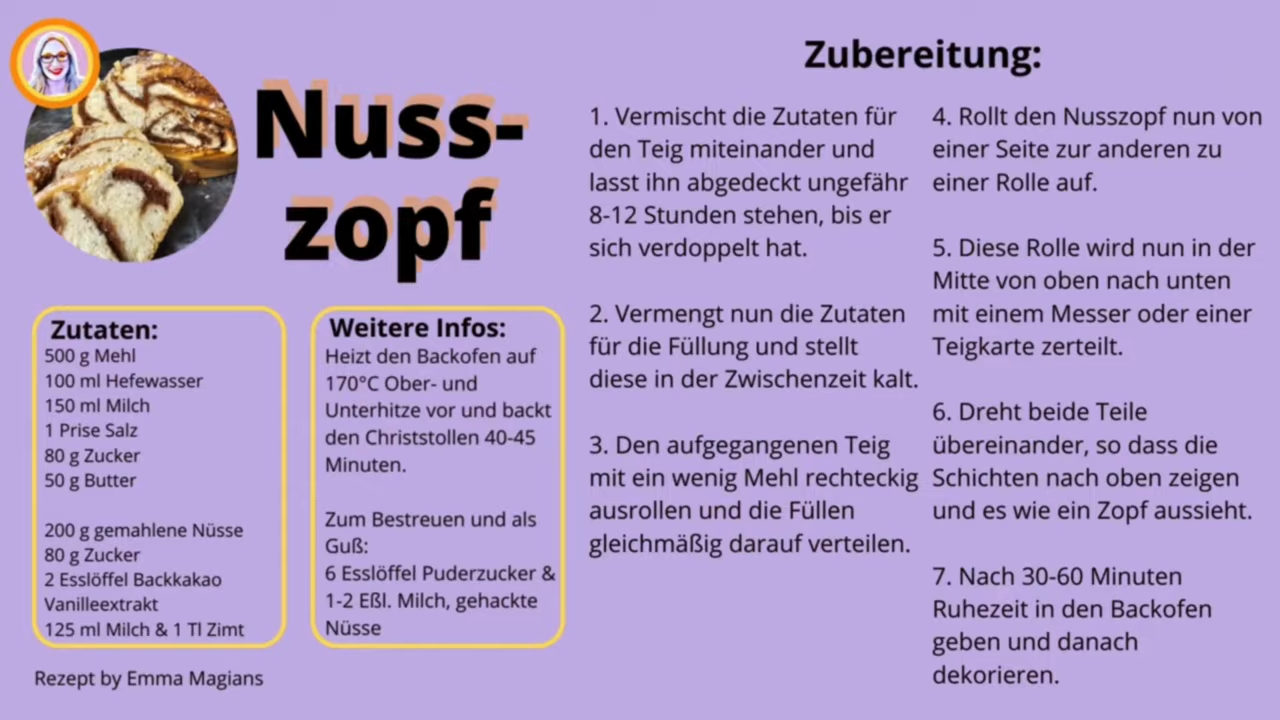 Nuss-
zopf
Zutaten:
500 g Mehl
100 ml Hefewasser
150 ml Milch
1 Prise Salz
80 g Zucker
50 g Butter
200 g gemahlene Nüsse
80 g Zucker
2 Esslöffel Backkakao
Vanilleextrakt
125 ml Milch & 1 Tl Zimt
Rezept by Emma Magians
Weitere Infos:
Heizt den Backofen auf
170°C Ober- und
Unterhitze vor und backt
den Christstollen 40-45
Minuten.
Zum Bestreuen und als
Guß:
6 Esslöffel Puderzucker &
1-2 Eßl. Milch, gehackte
Nüsse
Zubereitung:
1. Vermischt die Zutaten für
den Teig miteinander und
lasst ihn abgedeckt ungefähr
8-12 Stunden stehen, bis er
sich verdoppelt hat.
2. Vermengt nun die Zutaten
für die Füllung und stellt
diese in der Zwischenzeit kalt.
3. Den aufgegangenen Teig
mit ein wenig Mehl rechteckig
ausrollen und die Füllen
gleichmäßig darauf verteilen.
4. Rollt den Nusszopf nun von
einer Seite zur anderen zu
einer Rolle auf.
5. Diese Rolle wird nun in der
Mitte von oben nach unten
mit einem Messer oder einer
Teigkarte zerteilt.
6. Dreht beide Teile
übereinander, so dass die
Schichten nach oben zeigen
und es wie ein Zopf aussieht.
7. Nach 30-60 Minuten
Ruhezeit in den Backofen
geben und danach
dekorieren.